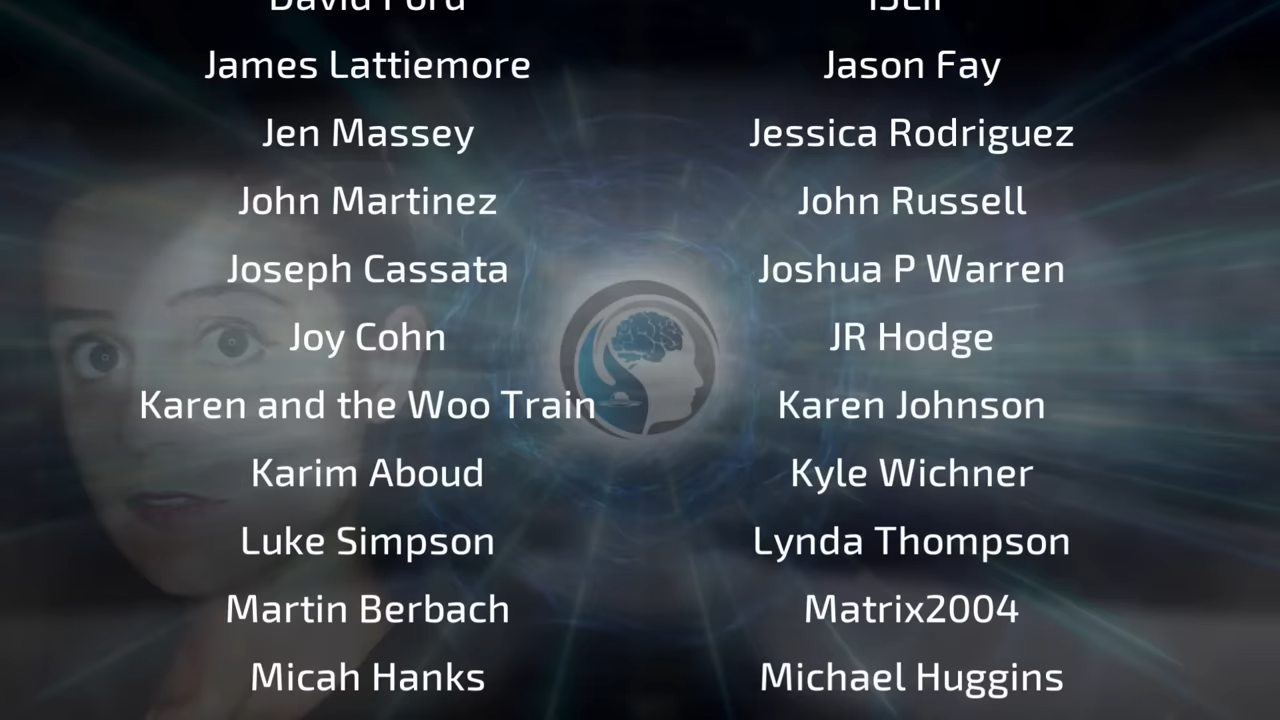 David Ford
James Lattiemore Jason Fay
Jen Massey Jessica Rodriguez
John Martinez John Russell
Joseph Cassata Joshua P Warren
Joy Cohn JR Hodge
Karen and the Woo Train Karen Johnson
Karim Aboud Kyle Wichner
Luke Simpson Lynda Thompson
Martin Berbach Matrix2004
Micah Hanks Michael Huggins